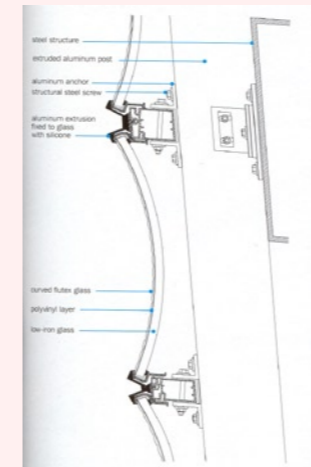 steel structure
extruded aluminum post
aluminum anchor
structural steel screw
aluminum extrusion
fixed to glass
with silicone
curved flutex glass
polyvinyl layer
low-iron glass